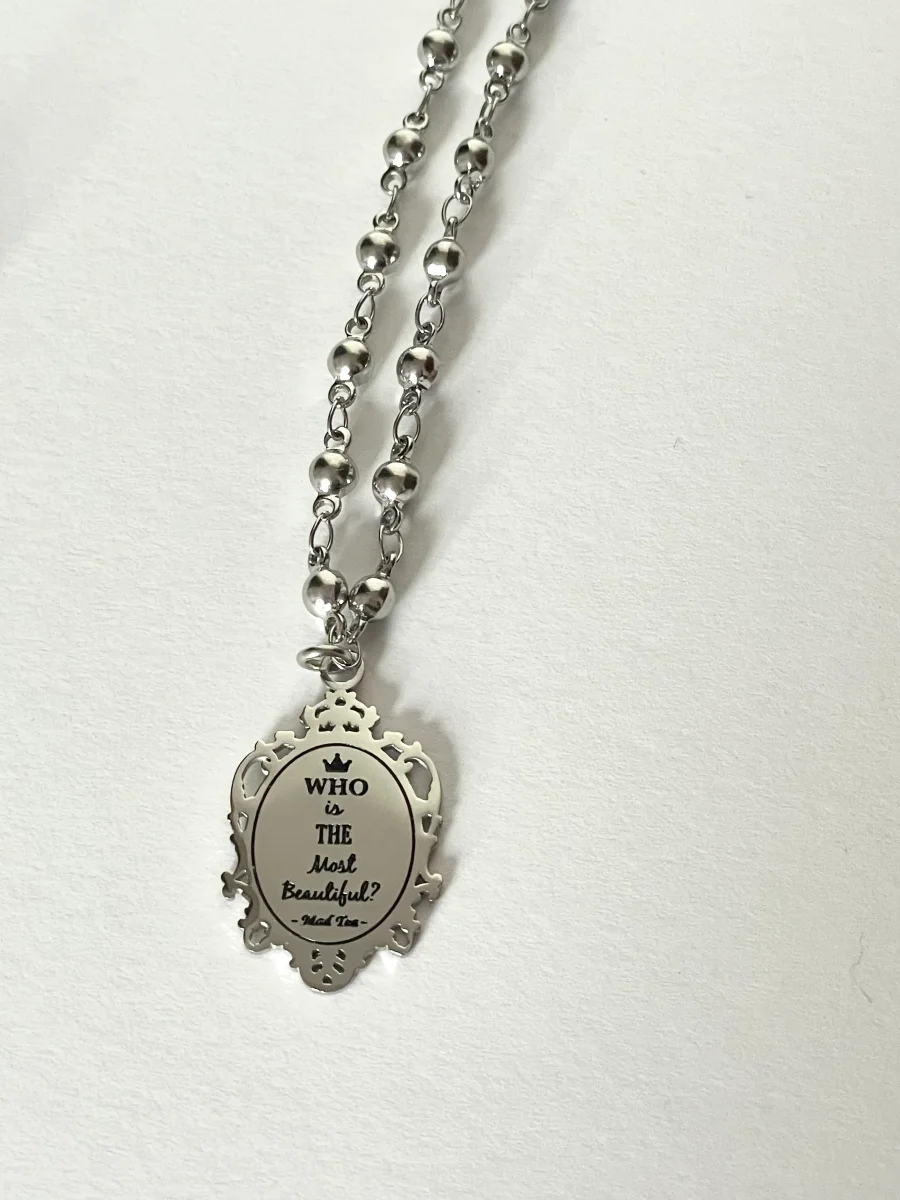 WHO
is
THE
Most
Beautiful?
- Mad Tea -